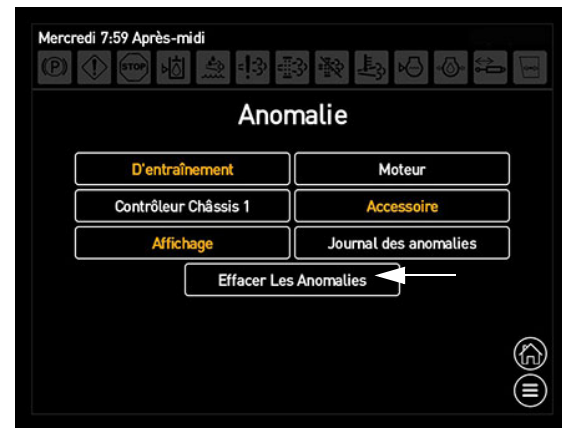 Mercredi 7:59 Après-midi
(P) STOP
Anomalie
D'entraînement Moteur
Contrôleur Châssis 1 Accessoire
Affichage Journal des anomalies
Effacer Les Anomalies